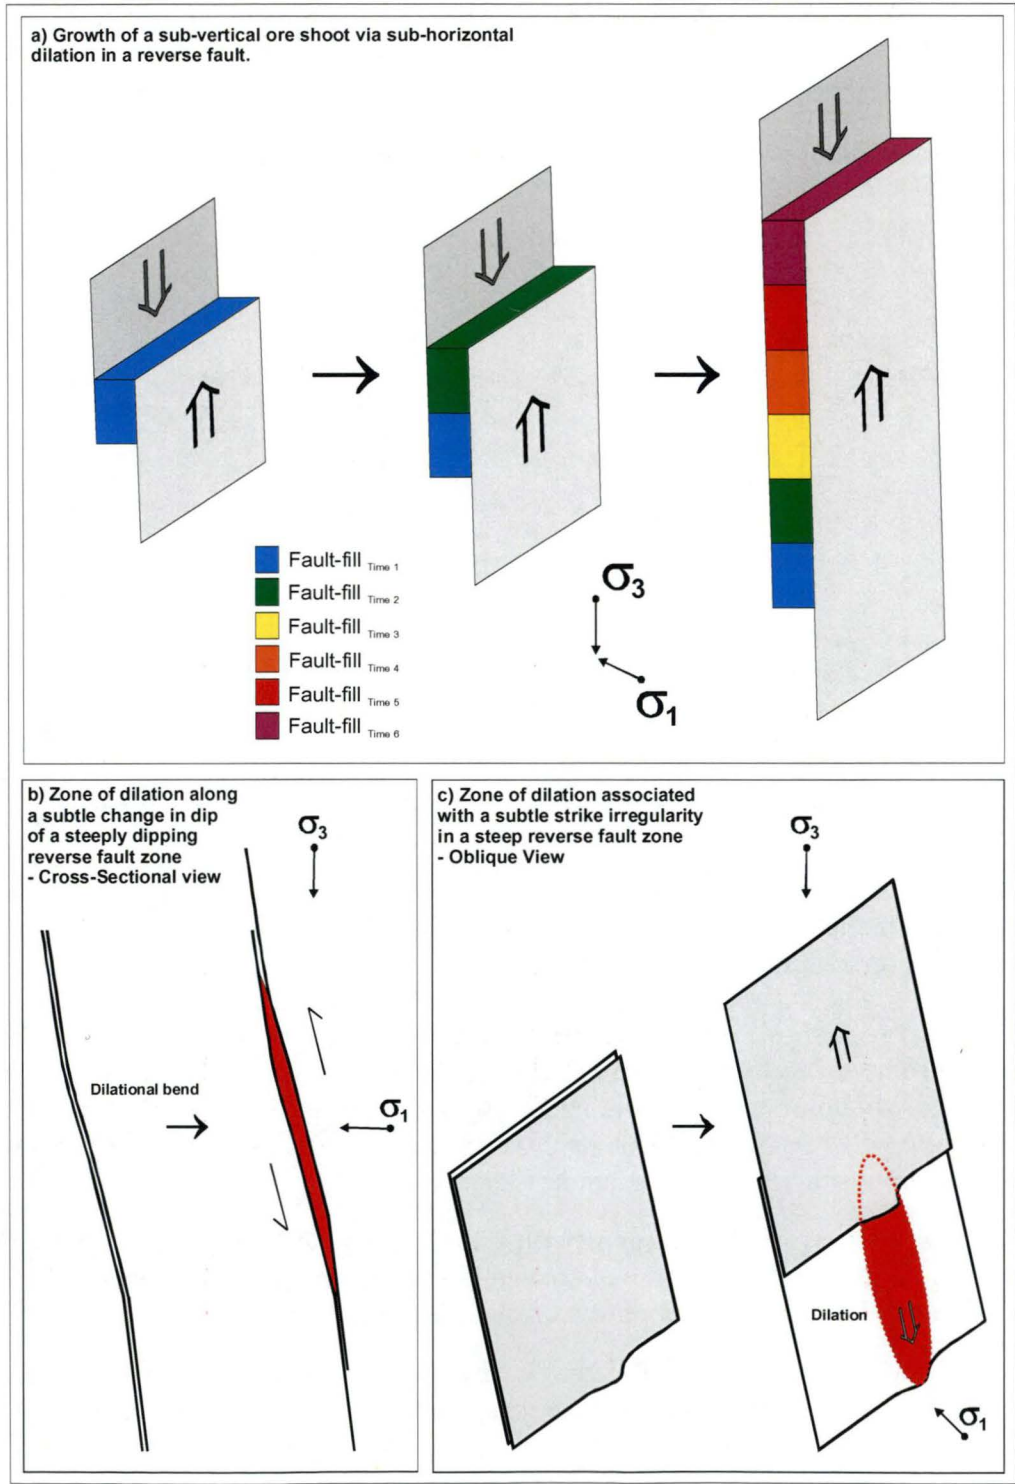 a) Growth of a sub-vertical ore shoot via sub-horizontal
dilation in a reverse fault.
Fault-fill Time 1
Fault-fill Time 2
Fault-fill Time 3
Fault-fill Time 4
Fault-fill Time 5
Fault-fill Time 6
σ3
σ1
b) Zone of dilation along
a subtle change in dip
of a steeply dipping
reverse fault zone
- Cross-Sectional view
σ3
Dilational bend
σ1
c) Zone of dilation associated
with a subtle strike irregularity
in a steep reverse fault zone
- Oblique View
σ3
Dilation
σ1